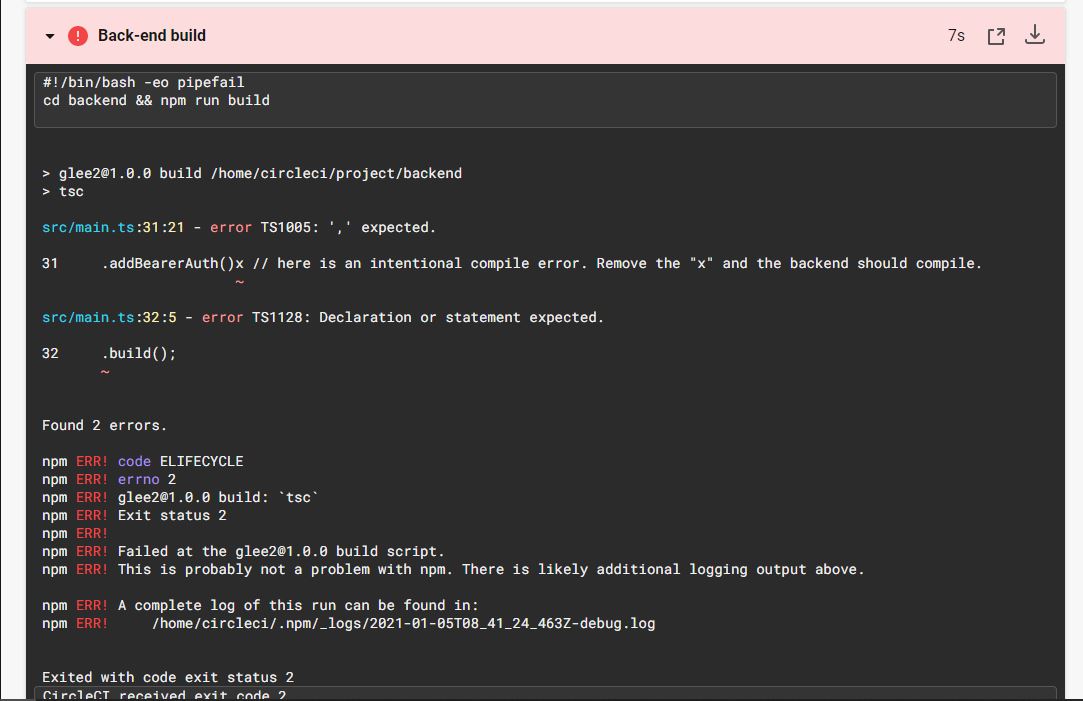 Back-end build
7s
#!/bin/bash -eo pipefail
cd backend && npm run build
> glee2@1.0.0 build /home/circleci/project/backend
> tsc
src/main.ts:31:21 - error TS1005: ',' expected.
31     .addBearerAuth()x // here is an intentional compile error. Remove the "x" and the backend should compile.
~
src/main.ts:32:5 - error TS1128: Declaration or statement expected.
32     .build();
~
Found 2 errors.
npm ERR! code ELIFECYCLE
npm ERR! errno 2
npm ERR! glee2@1.0.0 build: `tsc`
npm ERR! Exit status 2
npm ERR!
npm ERR! Failed at the glee2@1.0.0 build script.
npm ERR! This is probably not a problem with npm. There is likely additional logging output above.
npm ERR! A complete log of this run can be found in:
npm ERR!     /home/circleci/.npm/_logs/2021-01-05T08_41_24_463Z-debug.log
Exited with code exit status 2
CircleCI received exit code 2